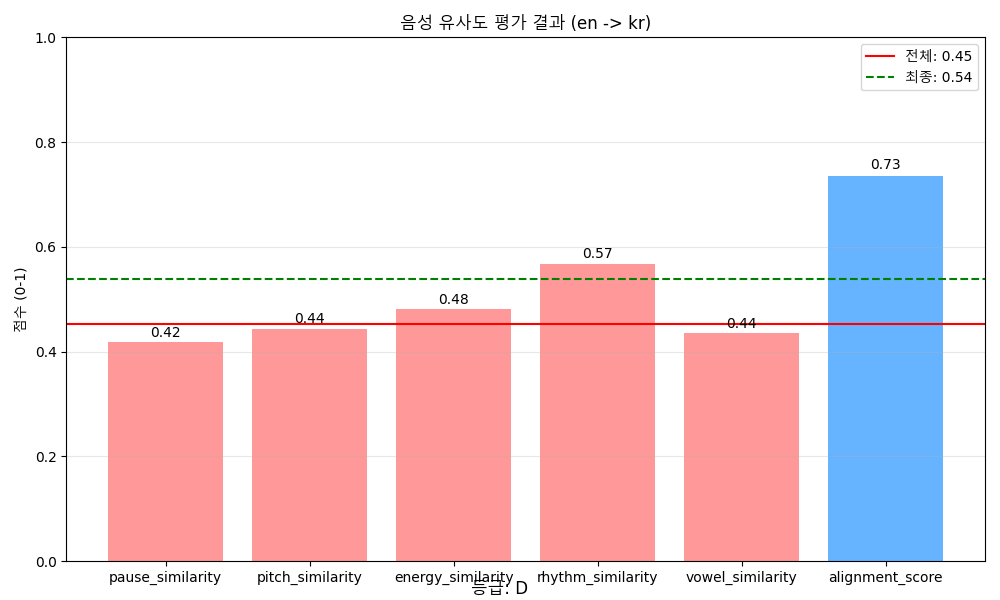 음성 유사도 평가 결과 (en -> kr)
전체: 0.45
최종: 0.54
점수 (0-1)
1.0
0.8
0.6
0.4
0.2
0.0
0.42
0.44
0.48
0.57
0.44
0.73
pause_similarity
pitch_similarity
energy_similarity
rhythm_similarity
vowel_similarity
alignment_score
등급: D